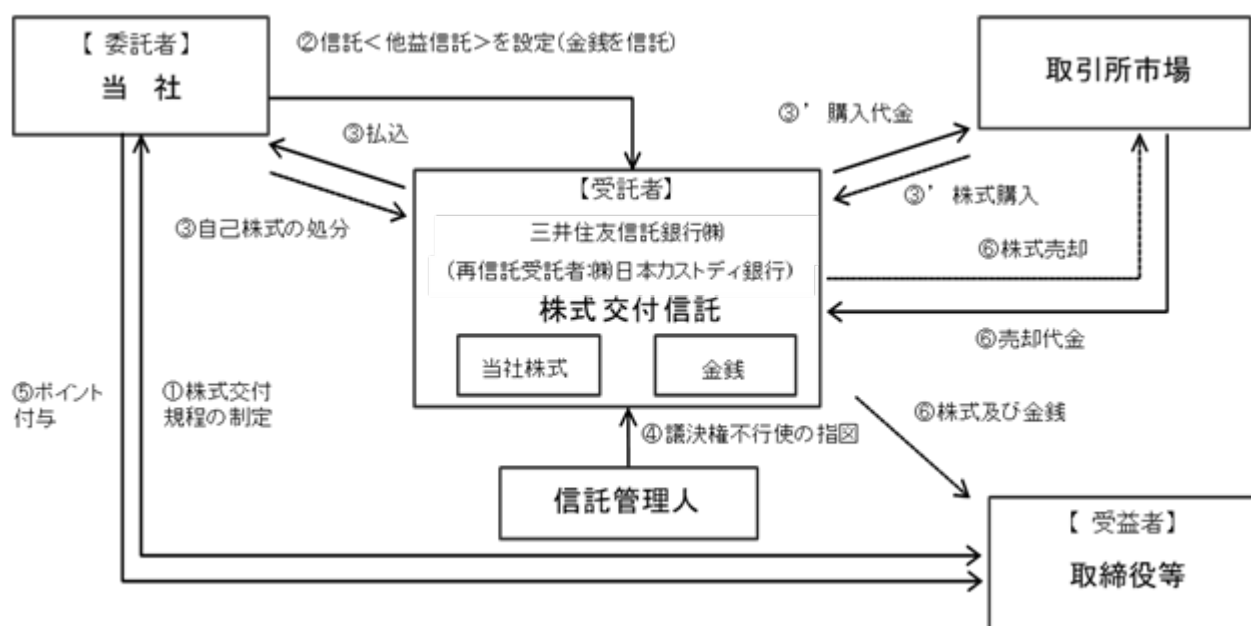 【 委託者】
当　社
②信託＜他益信託＞を設定(金銭を信託)
取引所市場
③払込
③’ 購入代金
【受託者】
③’ 株式購入
③自己株式の処分
三井住友信託銀行㈱
(再信託受託者:㈱日本カストディ銀行)
⑥株式売却
株式交付信託
当社株式
金銭
⑥売却代金
⑤ポイント
付与
①株式交付
規程の制定
⑥株式及び金銭
④議決権不行使の指図
信託管理人
【 受益者】
取締役等